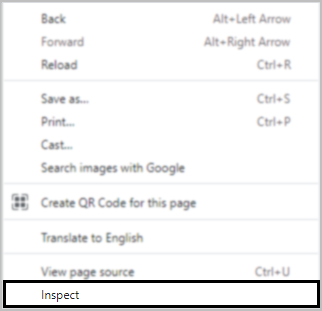 Back Alt+Left Arrow
Forward Alt+Right Arrow
Reload Ctrl+R
Save as... Ctrl+S
Print... Ctrl+P
Cast...
Search images with Google
Create QR Code for this page
Translate to English
View page source Ctrl+U
Inspect